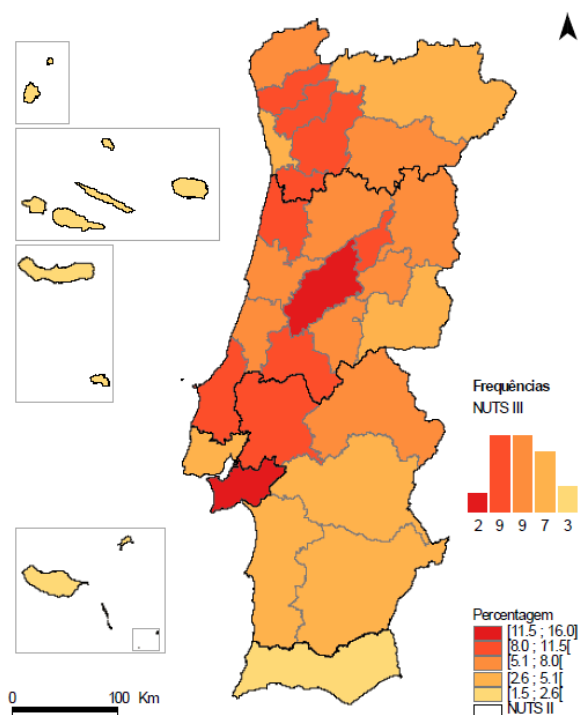 Frequências
NUTS III
2 9 9 7 3
Percentagem
[11.5 ; 16.0]
[8.0 ; 11.5[
[5.1 ; 8.0[
[2.6 ; 5.1[
[1.5 ; 2.6[
NUTS II
0 100 Km